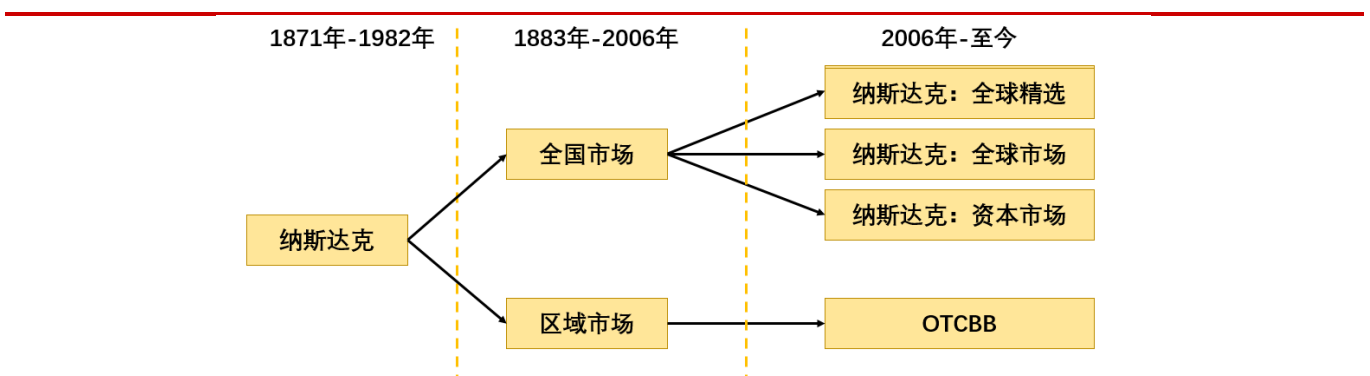 1871年-1982年
1883年-2006年
2006年-至今
纳斯达克：全球精选
全国市场
纳斯达克：全球市场
纳斯达克：资本市场
纳斯达克
区域市场
OTCBB